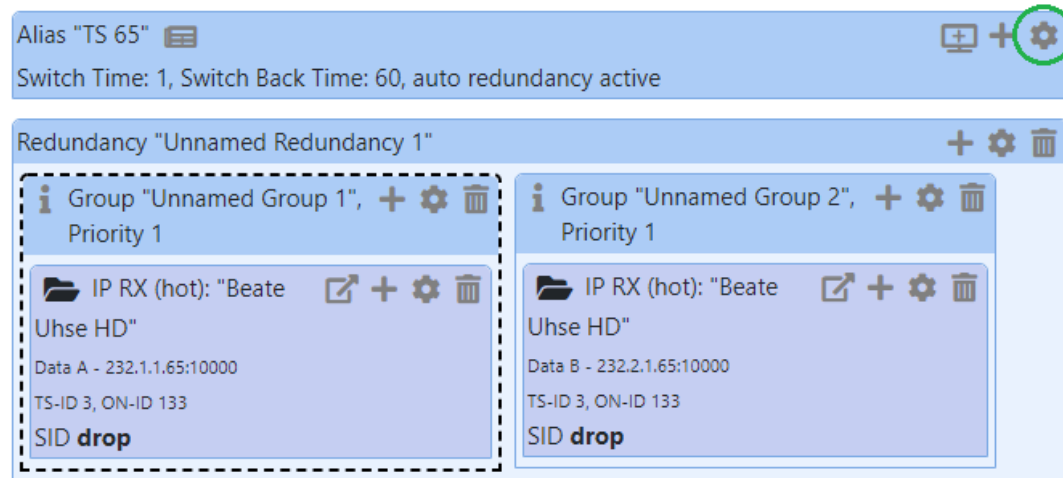 Alias "TS 65"
Switch Time: 1, Switch Back Time: 60, auto redundancy active
Redundancy "Unnamed Redundancy 1"
Group "Unnamed Group 1",
Priority 1
IP RX (hot): "Beate
Uhse HD"
Data A - 232.1.1.65:10000
TS-ID 3, ON-ID 133
SID drop
Group "Unnamed Group 2",
Priority 1
IP RX (hot): "Beate
Uhse HD"
Data B - 232.2.1.65:10000
TS-ID 3, ON-ID 133
SID drop